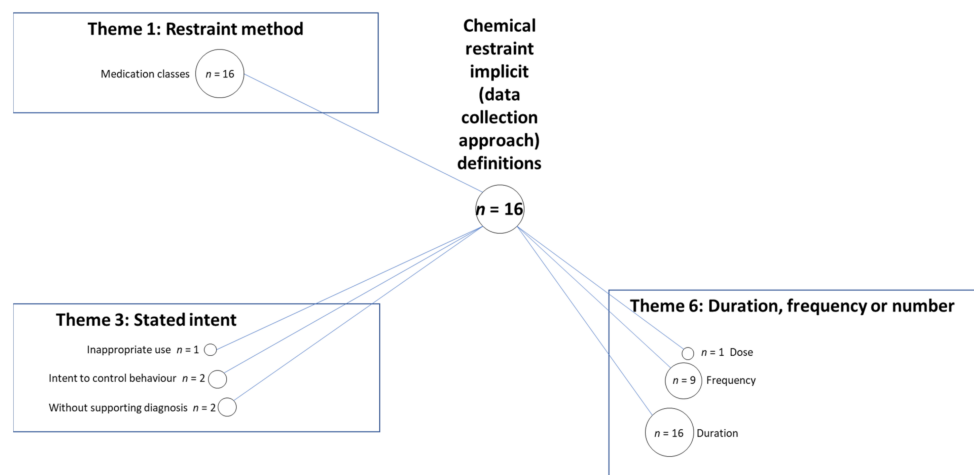 Theme 1: Restraint method
Medication classes n = 16
Chemical
restraint
implicit
(data
collection
approach)
definitions
n = 16
Theme 3: Stated intent
Inappropriate use n = 1
Intent to control behaviour n = 2
Without supporting diagnosis n = 2
Theme 6: Duration, frequency or number
n = 1 Dose
n = 9 Frequency
n = 16 Duration